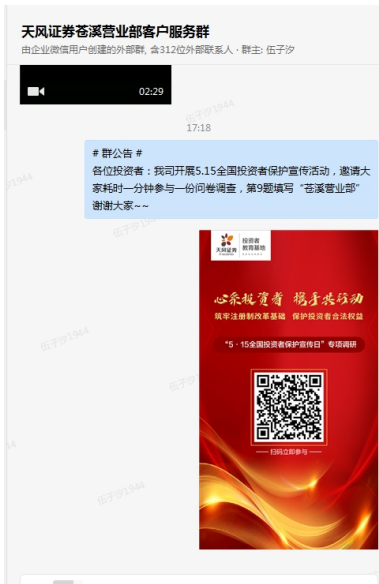 天风证券苍溪营业部客户服务群
由企业微信用户创建的外部群, 含312位外部联系人 · 群主: 伍子汐
02:29
17:18
# 群公告 #
各位投资者：我司开展5.15全国投资者保护宣传活动，邀请大
家耗时一分钟参与一份问卷调查，第9题填写“苍溪营业部”
谢谢大家~~
天风证券
投资者
教育基地
心系投资者 携手共行动
筑牢注册制改革基础 保护投资者合法权益
“5·15全国投资者保护宣传日”专项调研
扫码立即参与
伍子汐1944